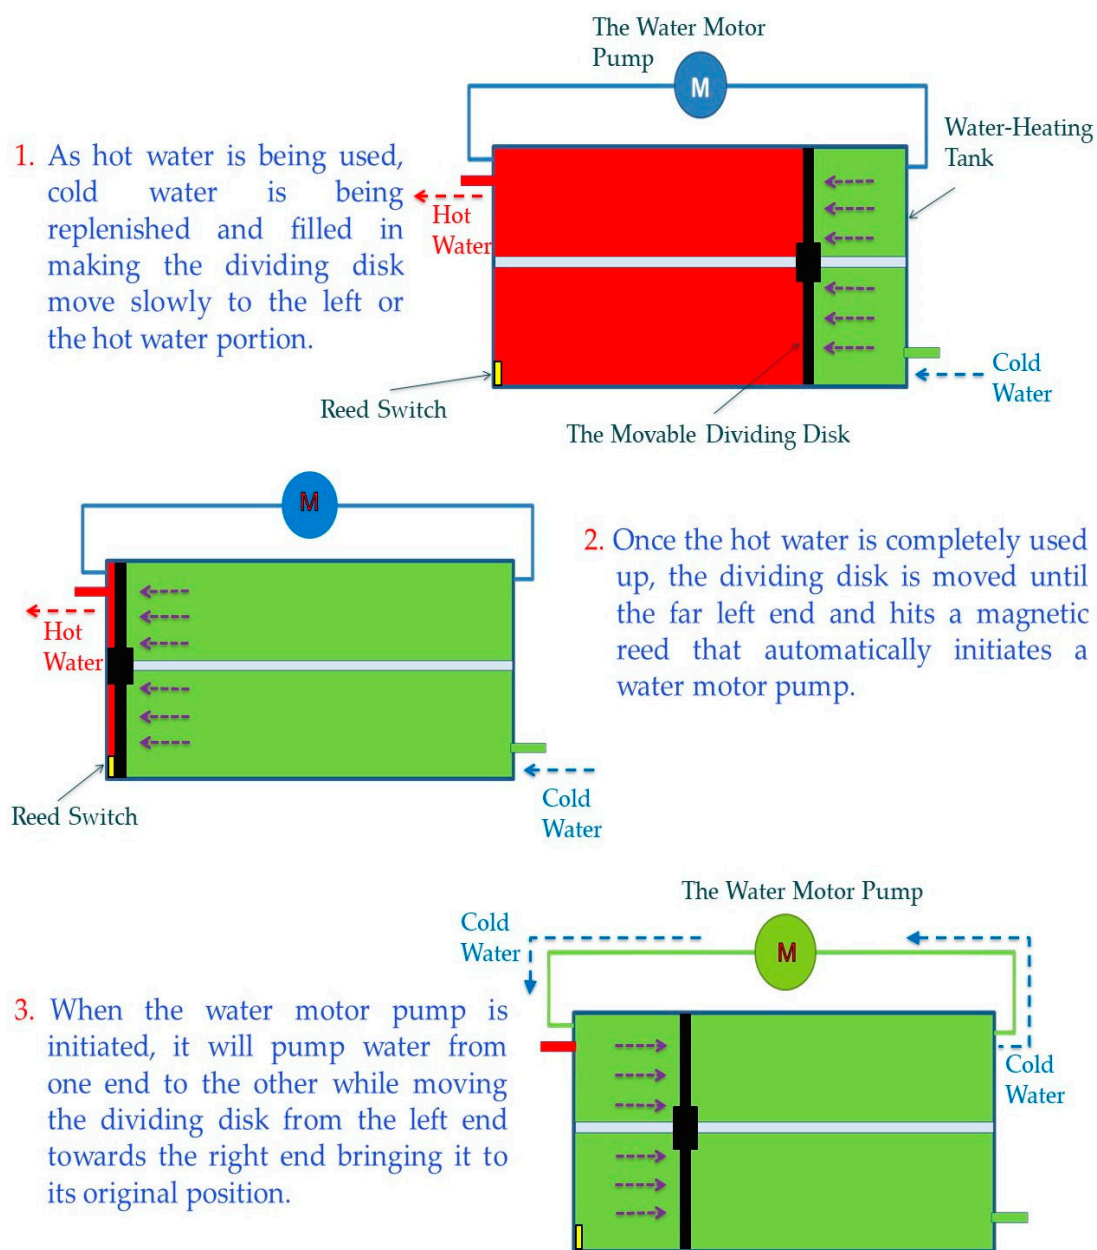 The Water Motor
Pump
M
Water-Heating
Tank
1. As hot water is being used,
cold water is being
replenished and filled in
making the dividing disk
move slowly to the left or
the hot water portion.
Hot
Water
Cold
Water
Reed Switch
The Movable Dividing Disk
M
2. Once the hot water is completely used
up, the dividing disk is moved until
the far left end and hits a magnetic
reed that automatically initiates a
water motor pump.
Hot
Water
Cold
Water
Reed Switch
The Water Motor Pump
Cold
Water
M
3. When the water motor pump is
initiated, it will pump water from
one end to the other while moving
the dividing disk from the left end
towards the right end bringing it to
its original position.
Cold
Water